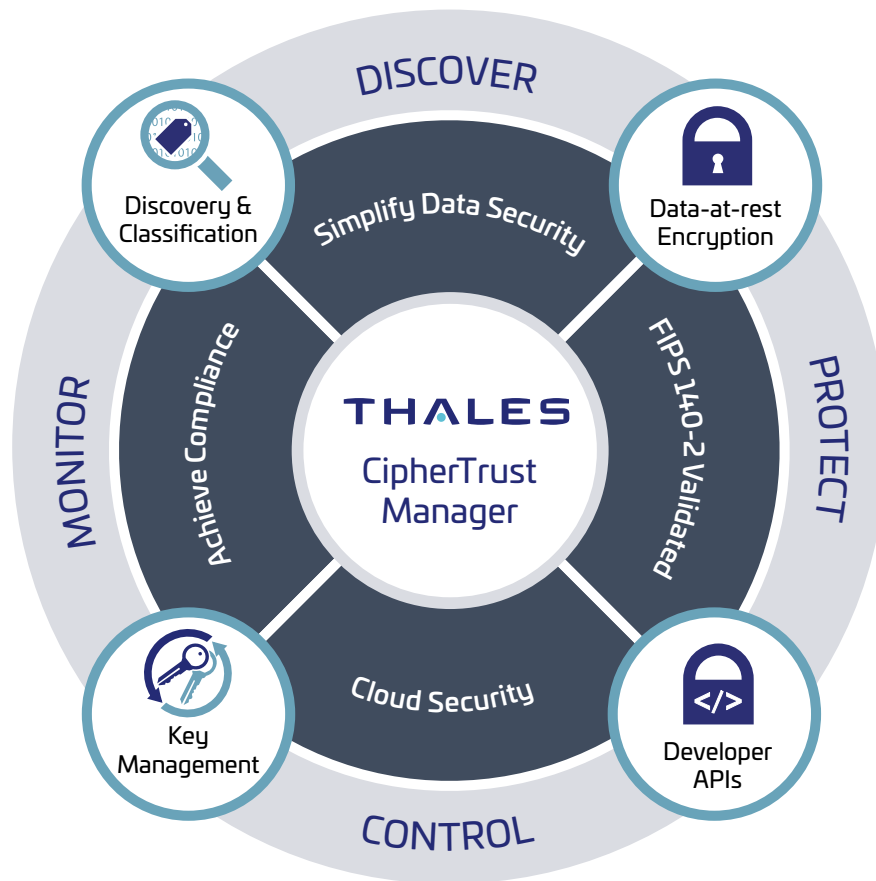 DISCOVER
Discovery &
Classification
Data-at-rest
Encryption
Simplify Data Security
MONITOR
Achieve Compliance
THALES
CipherTrust
Manager
FIPS 140-2 Validated
PROTECT
Cloud Security
Key
Management
</>
Developer
APIs
CONTROL